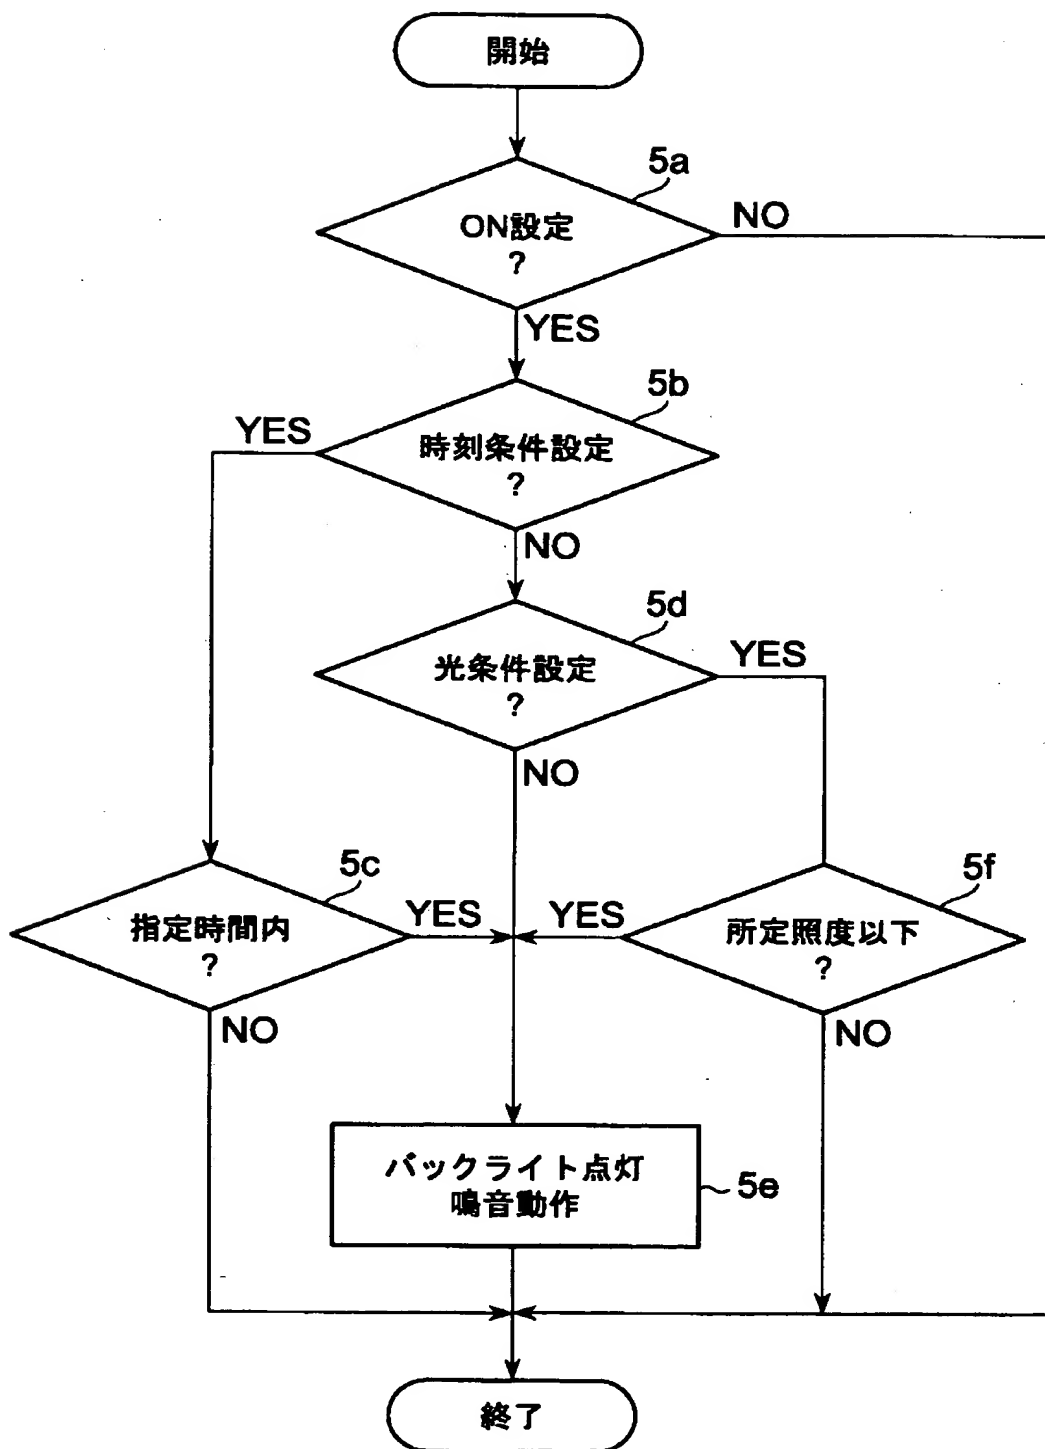 開始
5a
ON設定
?
NO
YES
5b
YES
時刻条件設定
?
NO
5d
光条件設定
?
YES
NO
5c
指定時間内
?
YES
YES
5f
所定照度以下
?
NO
NO
バックライト点灯
鳴音動作
5e
終了